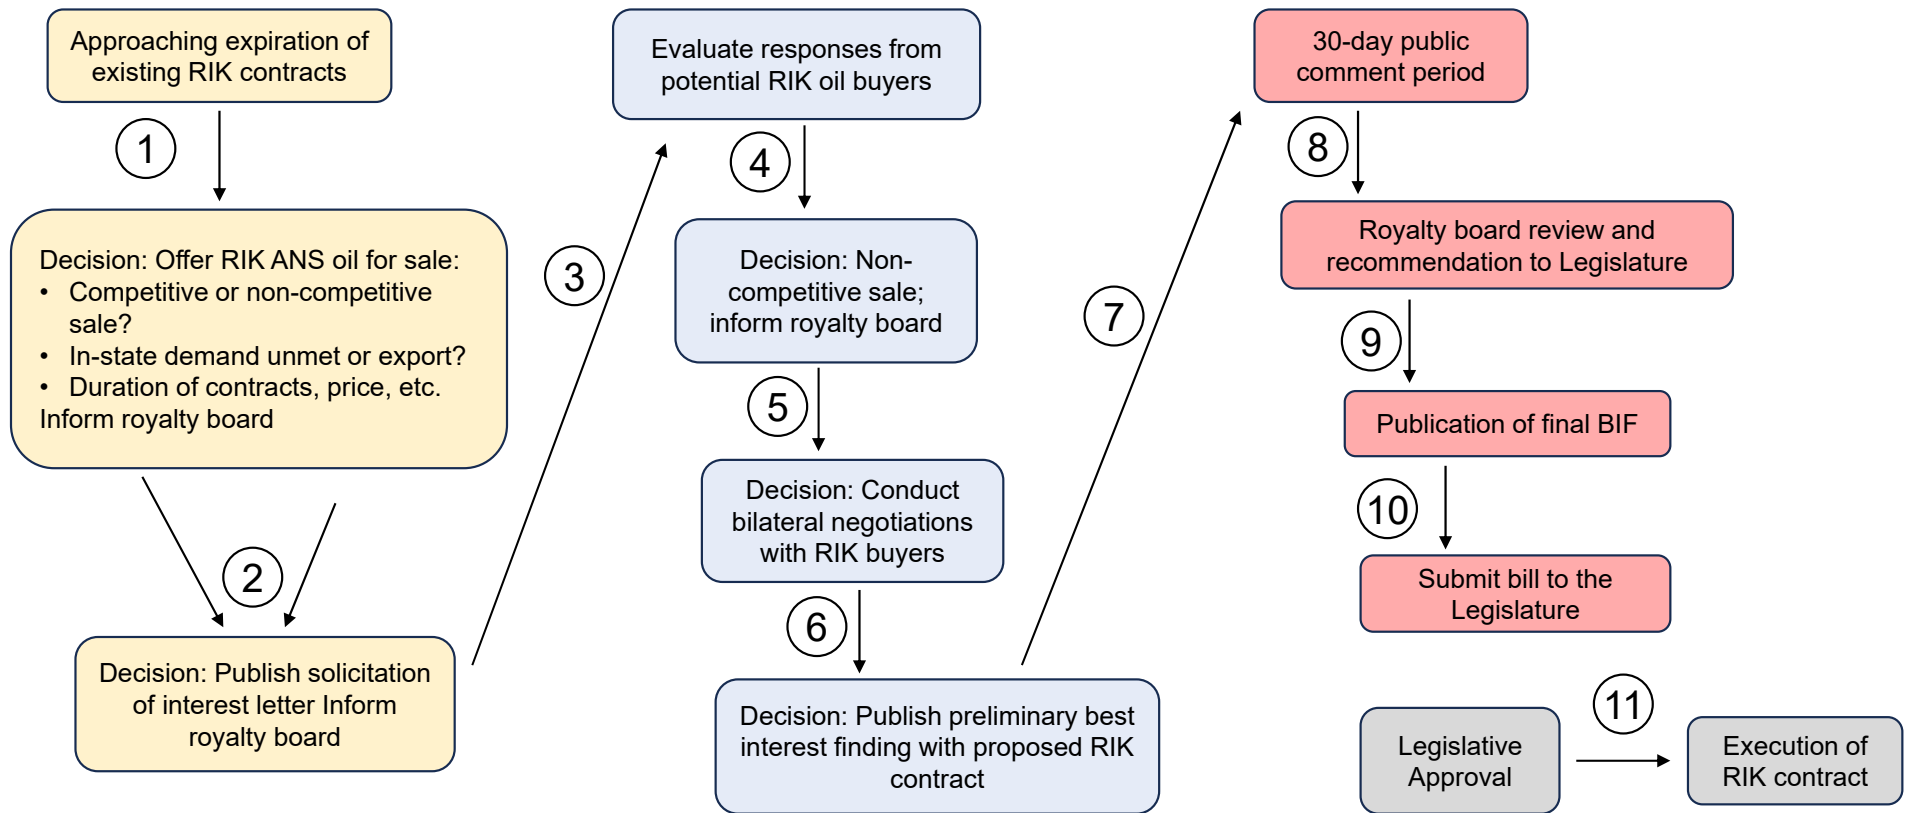 Approaching expiration of
existing RIK contracts
1
Decision: Offer RIK ANS oil for sale:
• Competitive or non-competitive
sale?
• In-state demand unmet or export?
• Duration of contracts, price, etc.
Inform royalty board
2
Decision: Publish solicitation
of interest letter Inform
royalty board
3
Evaluate responses from
potential RIK oil buyers
4
Decision: Non-
competitive sale;
inform royalty board
5
Decision: Conduct
bilateral negotiations
with RIK buyers
6
Decision: Publish preliminary best
interest finding with proposed RIK
contract
7
30-day public
comment period
8
Royalty board review and
recommendation to Legislature
9
Publication of final BIF
10
Submit bill to the
Legislature
Legislative
Approval
11
Execution of
RIK contract